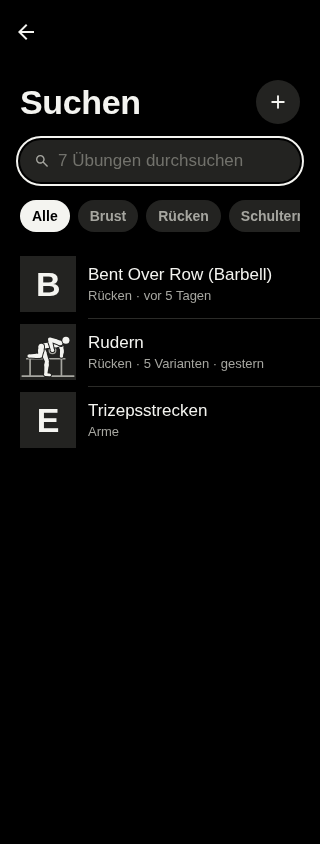 Suchen
7 Übungen durchsuchen
Alle Brust Rücken Schultern
B
Bent Over Row (Barbell)
Rücken · vor 5 Tagen
Rudern
Rücken · 5 Varianten · gestern
E
Trizepsstrecken
Arme